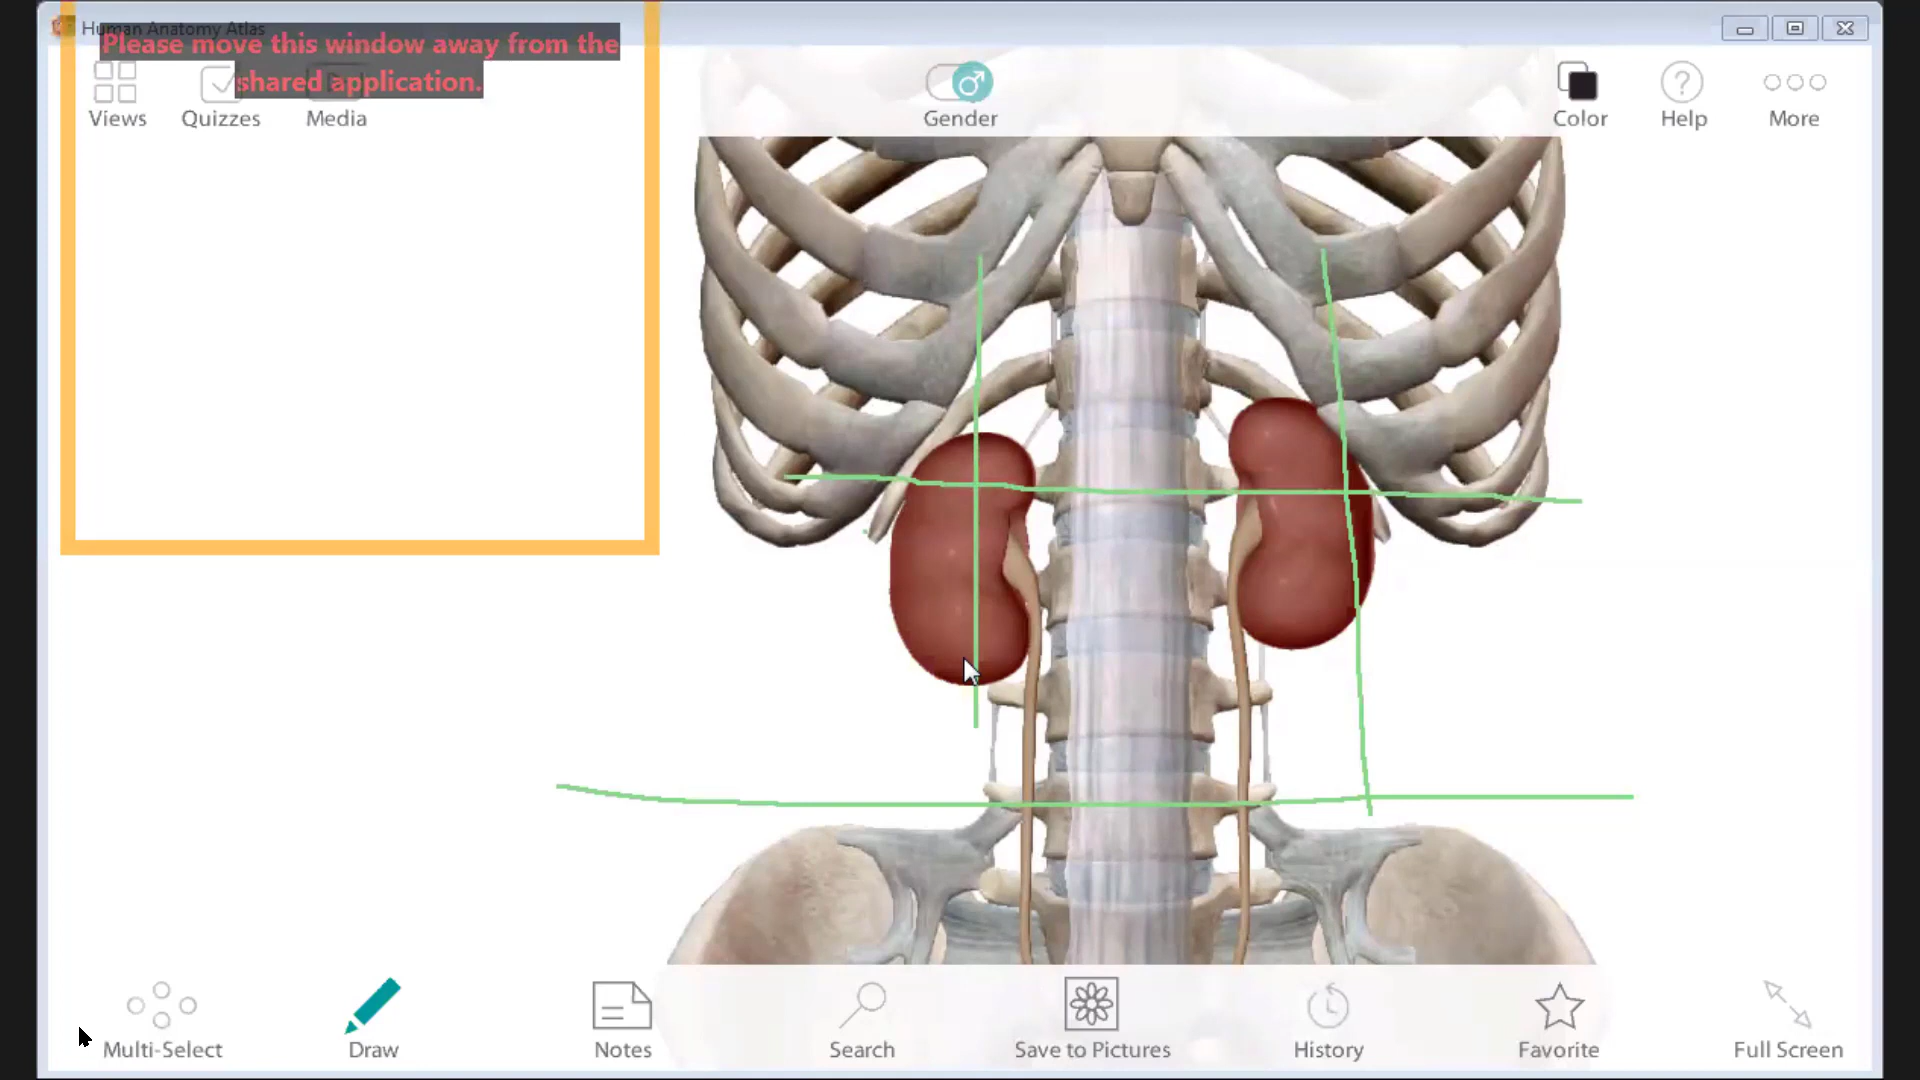 Human Anatomy Atlas
Please move this window away from the
shared application.
Views
Quizzes
Media
Gender
Color
Help
More
Multi-Select
Draw
Notes
Search
Save to Pictures
History
Favorite
Full Screen